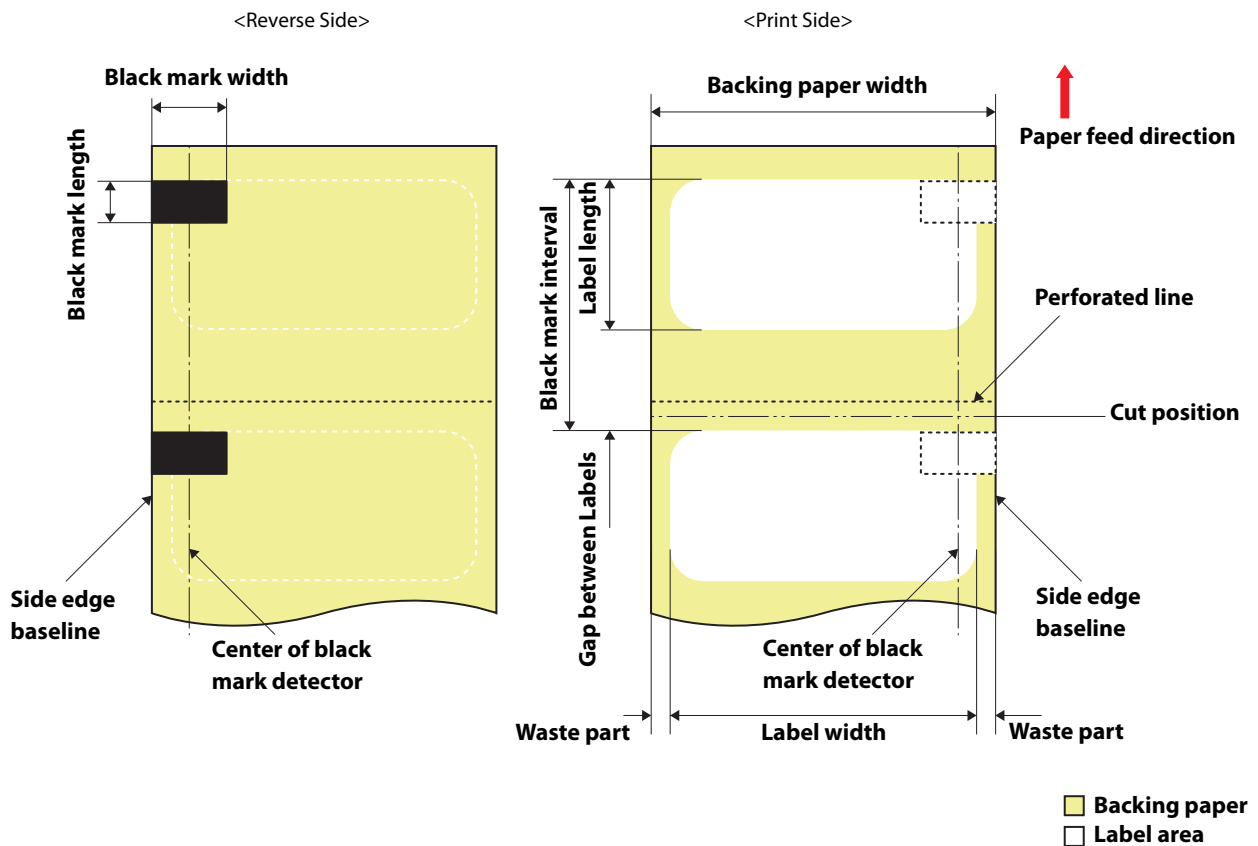 <Reverse Side>
<Print Side>
Black mark width
Backing paper width
Paper feed direction
Black mark length
Black mark interval
Label length
Perforated line
Cut position
Gap between Labels
Side edge
baseline
Center of black
mark detector
Center of black
mark detector
Side edge
baseline
Waste part
Label width
Waste part
Backing paper
Label area